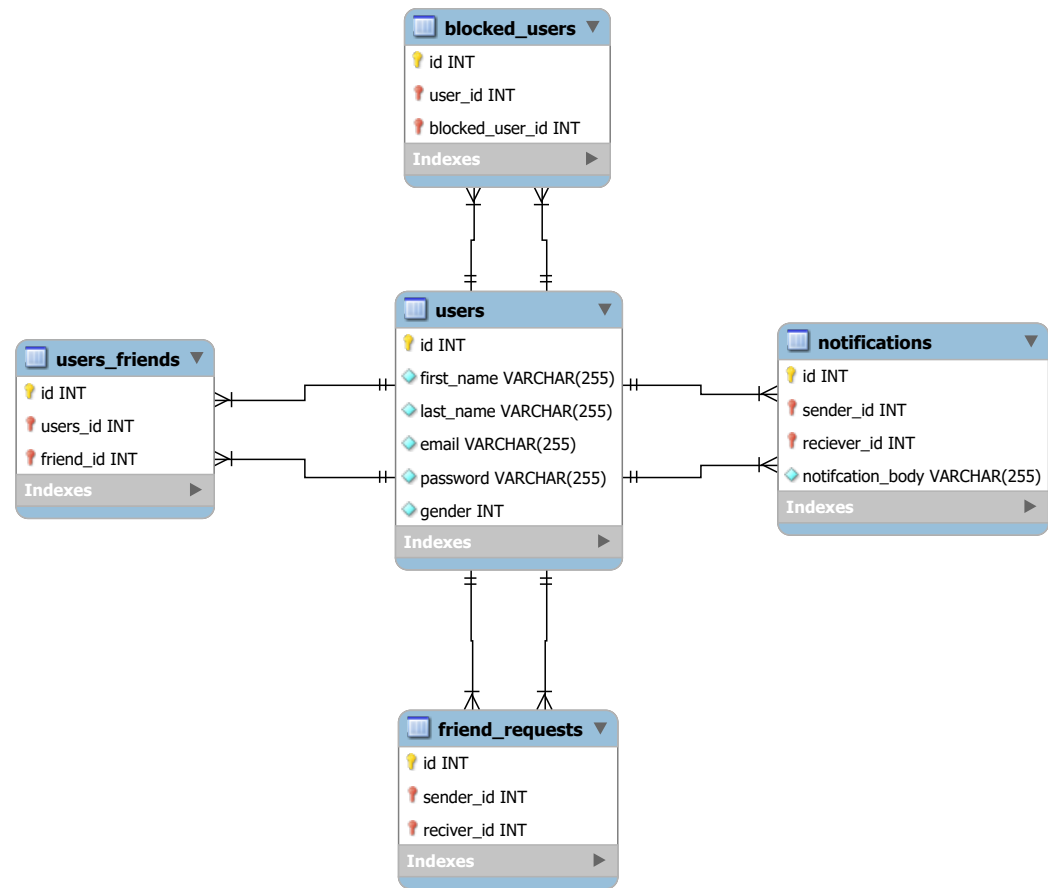 blocked_users
id INT
user_id INT
blocked_user_id INT
Indexes
users
id INT
first_name VARCHAR(255)
last_name VARCHAR(255)
email VARCHAR(255)
password VARCHAR(255)
gender INT
Indexes
users_friends
id INT
users_id INT
friend_id INT
Indexes
notifications
id INT
sender_id INT
reciever_id INT
notifcation_body VARCHAR(255)
Indexes
friend_requests
id INT
sender_id INT
reciver_id INT
Indexes